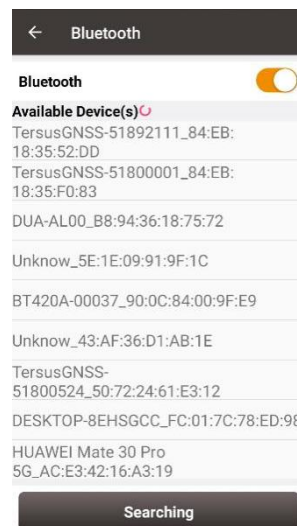 Bluetooth
Bluetooth
Available Device(s)
TersusGNSS-51892111_84:EB:
18:35:52:DD
TersusGNSS-51800001_84:EB:
18:35:F0:83
DUA-AL00_B8:94:36:18:75:72
Unknow_5E:1E:09:91:9F:1C
BT420A-00037_90:0C:84:00:9F:E9
Unknow_43:AF:36:D1:AB:1E
TersusGNSS-
51800524_50:72:24:61:E3:12
DESKTOP-8EHSGCC_FC:01:7C:78:ED:98
HUAWEI Mate 30 Pro
5G_AC:E3:42:16:A3:19
Searching